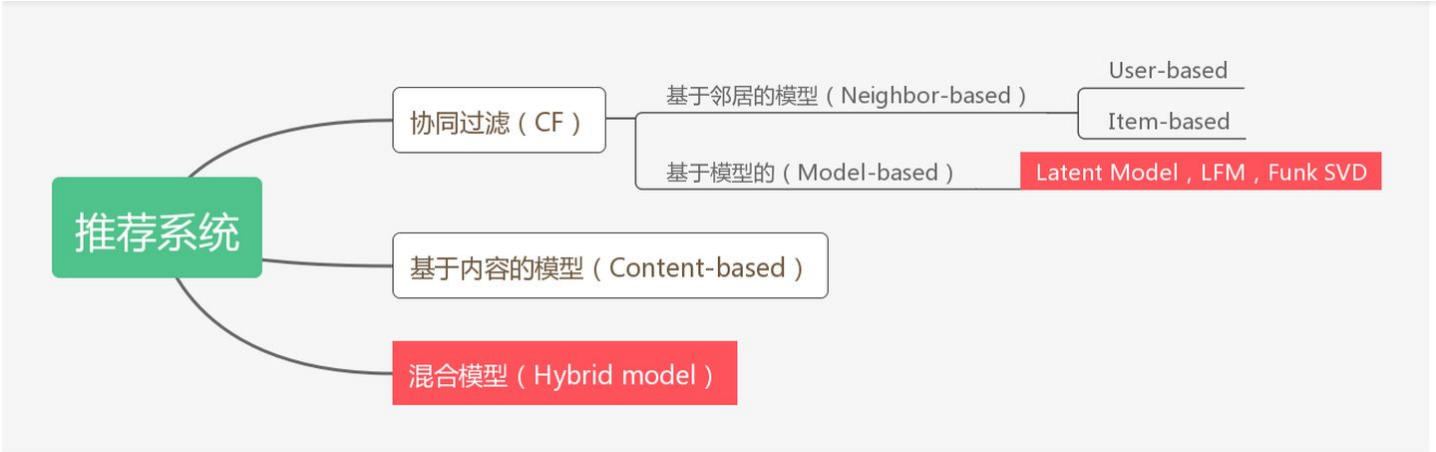 推荐系统
协同过滤（CF）
基于邻居的模型（Neighbor-based）
User-based
Item-based
基于模型的（Model-based）
Latent Model，LFM，Funk SVD
基于内容的模型（Content-based）
混合模型（Hybrid model）